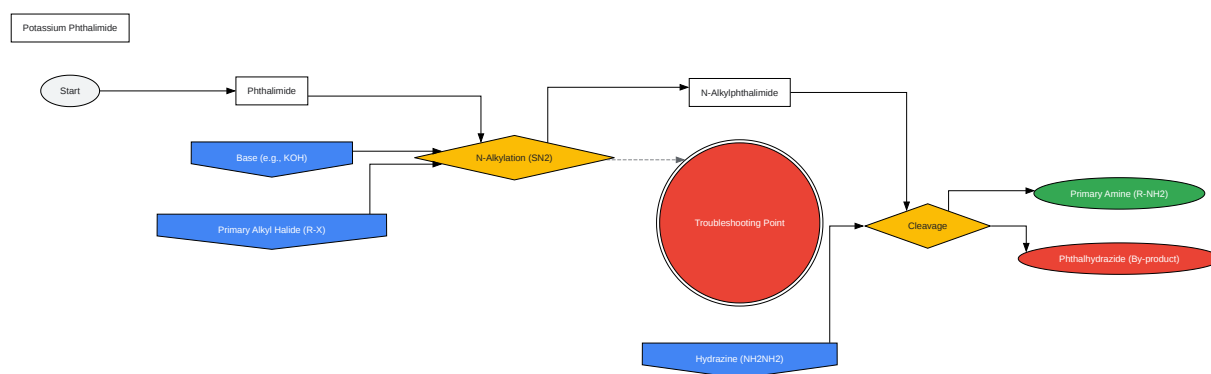 Potassium Phthalimide
Start
Phthalimide
N-Alkylphthalimide
Base (e.g., KOH)
N-Alkylation (SN2)
Primary Alkyl Halide (R-X)
Troubleshooting Point
Primary Amine (R-NH2)
Cleavage
Phthalhydrazide (By-product)
Hydrazine (NH2NH2)